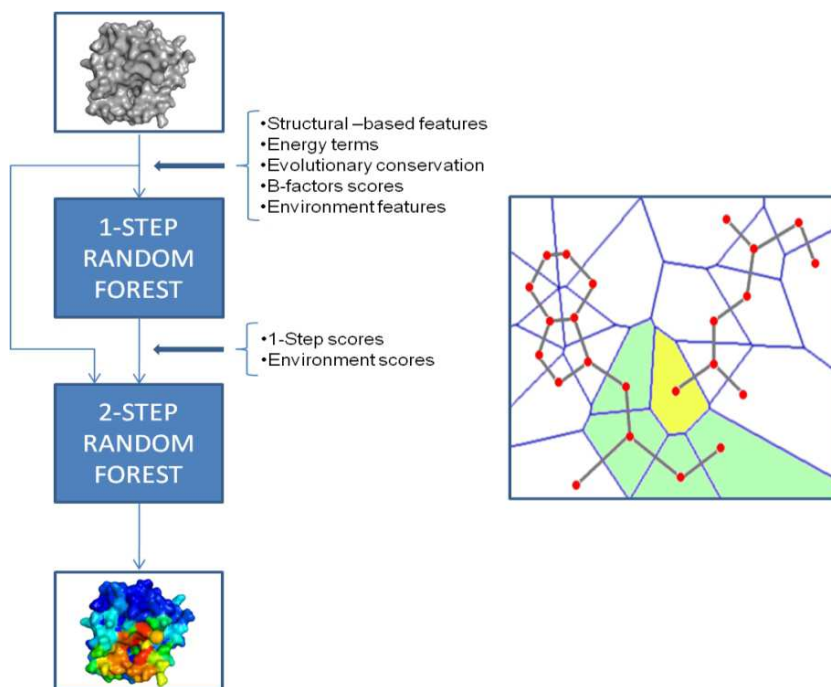 •Structural –based features
•Energy terms
•Evolutionary conservation
•B-factors scores
•Environment features
1-STEP
RANDOM
FOREST
•1-Step scores
•Environment scores
2-STEP
RANDOM
FOREST